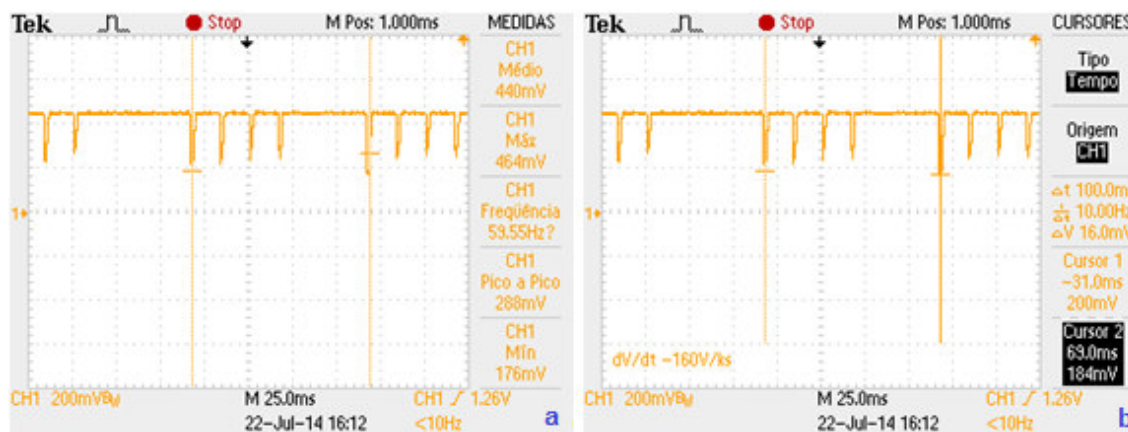 Tek
Stop
M Pos: 1.000ms
MEDIDAS
CH1
Médio
440mV
CH1
Máx
464mV
CH1
Freqüência
59.55Hz?
CH1
Pico a Pico
288mV
CH1
Mín
176mV
1
CH1 200mVBW
M 25.0ms
CH1
1.26V
22-Jul-14 16:12
<10Hz
a
Tek
Stop
M Pos: 1.000ms
CURSORES
Tipo
Tempo
Origem
CH1
Δt 100.0m
1/Δt 10.00Hz
ΔV 16.0mV
Cursor 1
-31.0ms
200mV
Cursor 2
69.0ms
184mV
1
dV/dt -160V/ks
CH1 200mVBW
M 25.0ms
CH1
1.26V
22-Jul-14 16:12
<10Hz
b